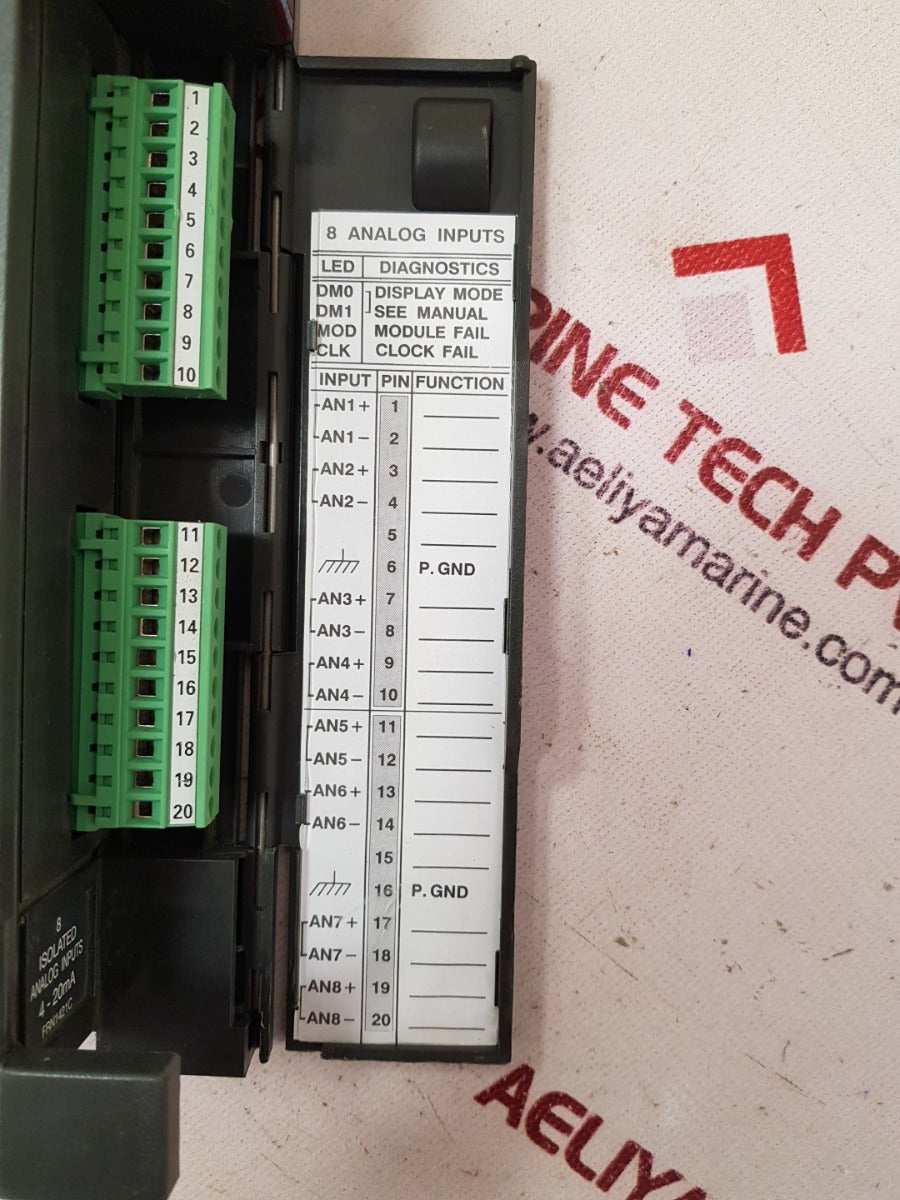 1
2
3
4
5
6
7
8
9
10
11
12
13
14
15
16
17
18
19
20
8
ISOLATED
ANALOG INPUTS
4-20mA
8 ANALOG INPUTS
LED DIAGNOSTICS
DM0 DISPLAY MODE
DM1 SEE MANUAL
MOD MODULE FAIL
CLK CLOCK FAIL
INPUT PIN FUNCTION
AN1+ 1
AN1- 2
AN2+ 3
AN2- 4
5
6 P. GND
AN3+ 7
AN3- 8
AN4+ 9
AN4- 10
AN5+ 11
AN5- 12
AN6+ 13
AN6- 14
15
16 P. GND
AN7+ 17
AN7- 18
AN8+ 19
AN8- 20
TECH
.aeliyamarine.com
AELIYA